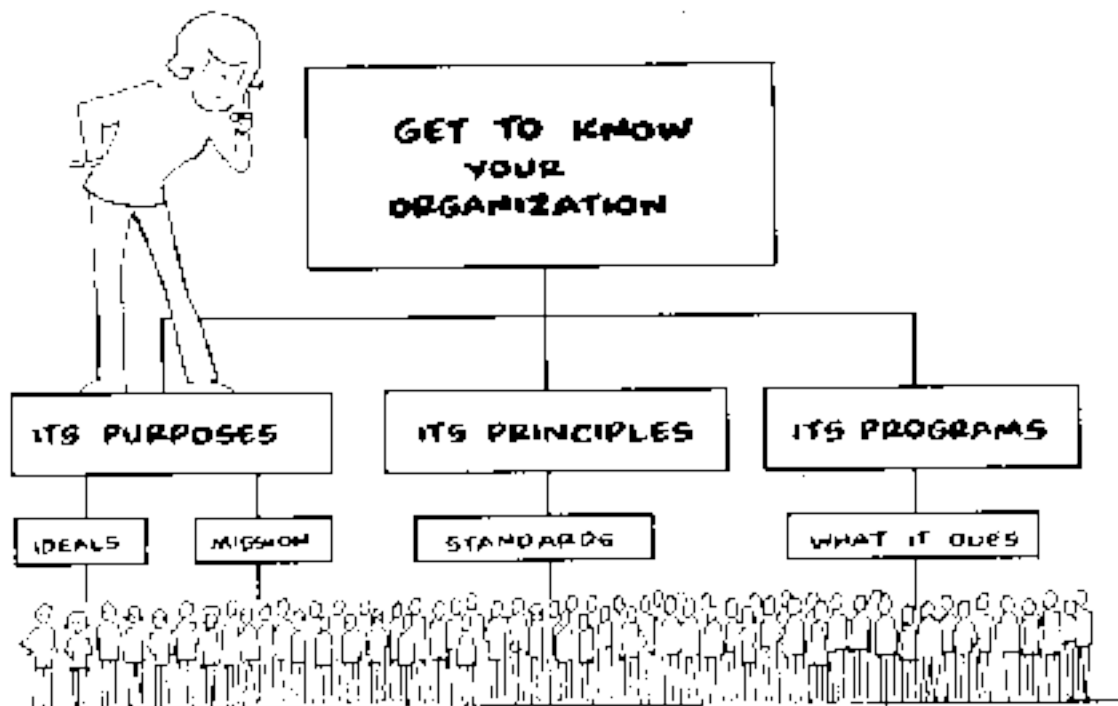 GET TO KNOW
YOUR
ORGANIZATION
ITS PURPOSES
ITS PRINCIPLES
ITS PROGRAMS
IDEALS
MISSION
STANDARDS
WHAT IT DOES